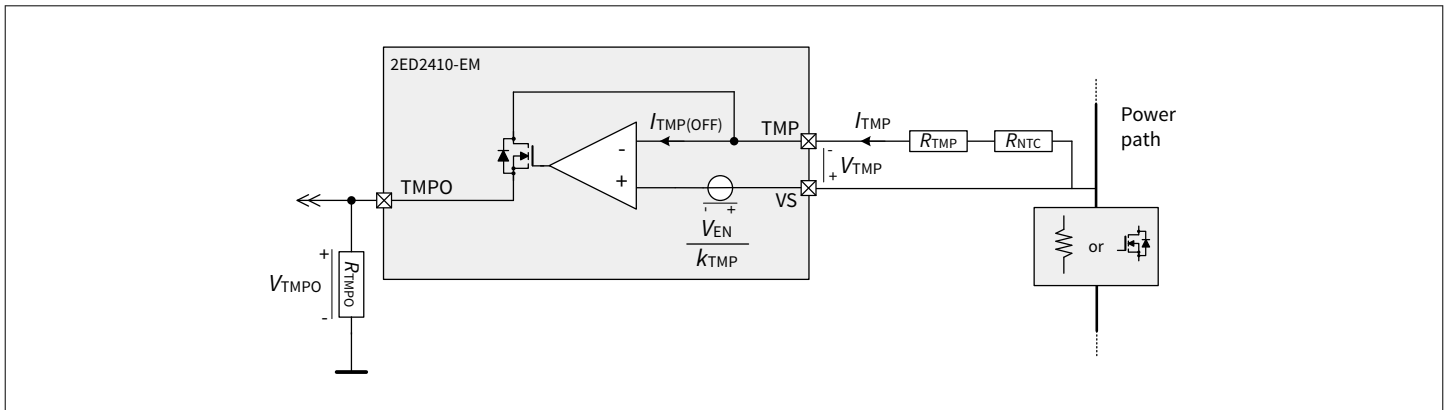 2ED2410-EM
Power
path
ITMP(OFF)
TMP
ITMP
RTMP
RNTC
-
+
VTMP
-
+
TMPO
VS
- +
VEN
kTMP
or
+
VTMPO
-
RTMPO